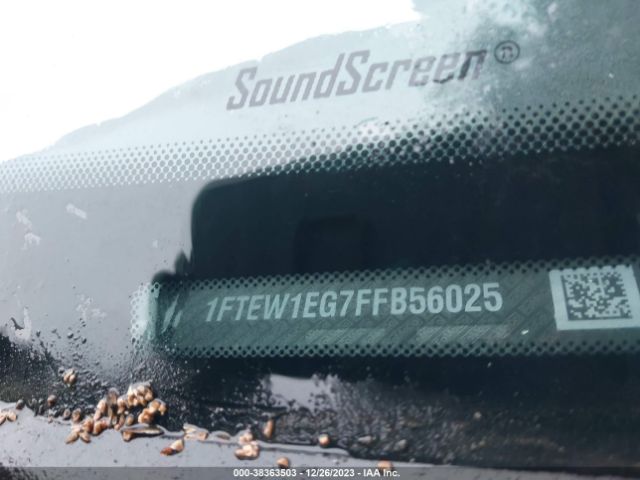 SoundScreen®
1FTEW1EG7FFB56025
000-38363503 - 12/26/2023 - IAA Inc.